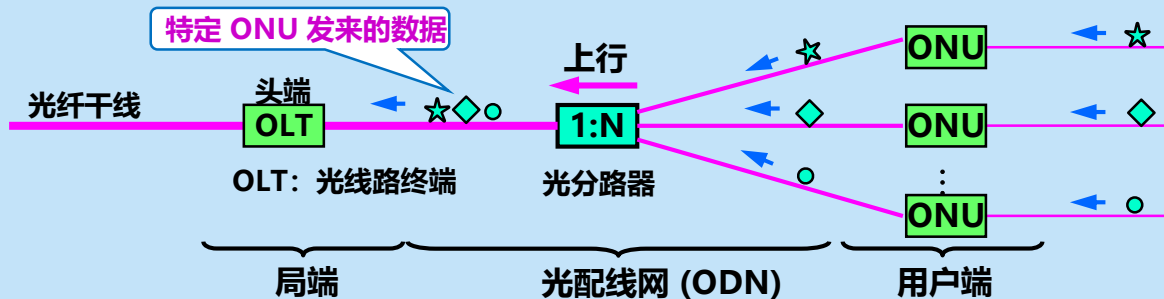 特定 ONU 发来的数据
上行
ONU
光纤干线
头端
OLT
1:N
ONU
OLT：光线路终端
光分路器
⋮
ONU
局端
光配线网 (ODN)
用户端